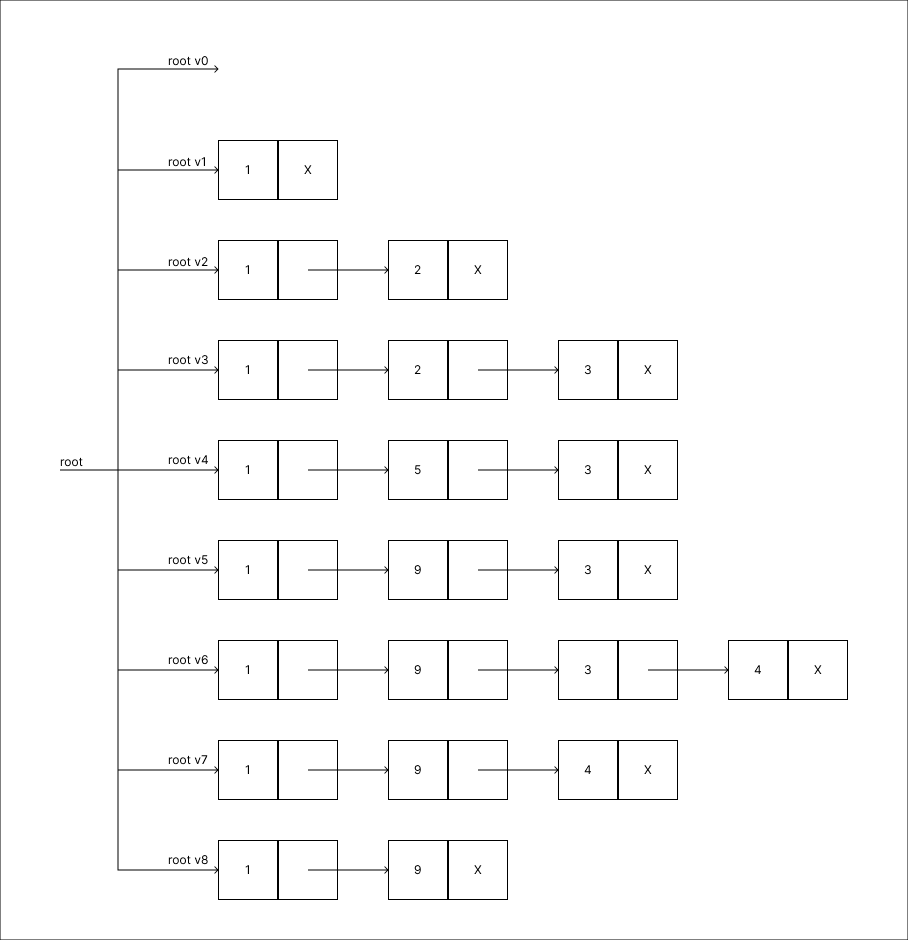 root v0
root v1
1 X
root v2
1 2 X
root v3
1 2 3 X
root
root v4
1 5 3 X
root v5
1 9 3 X
root v6
1 9 3 4 X
root v7
1 9 4 X
root v8
1 9 X